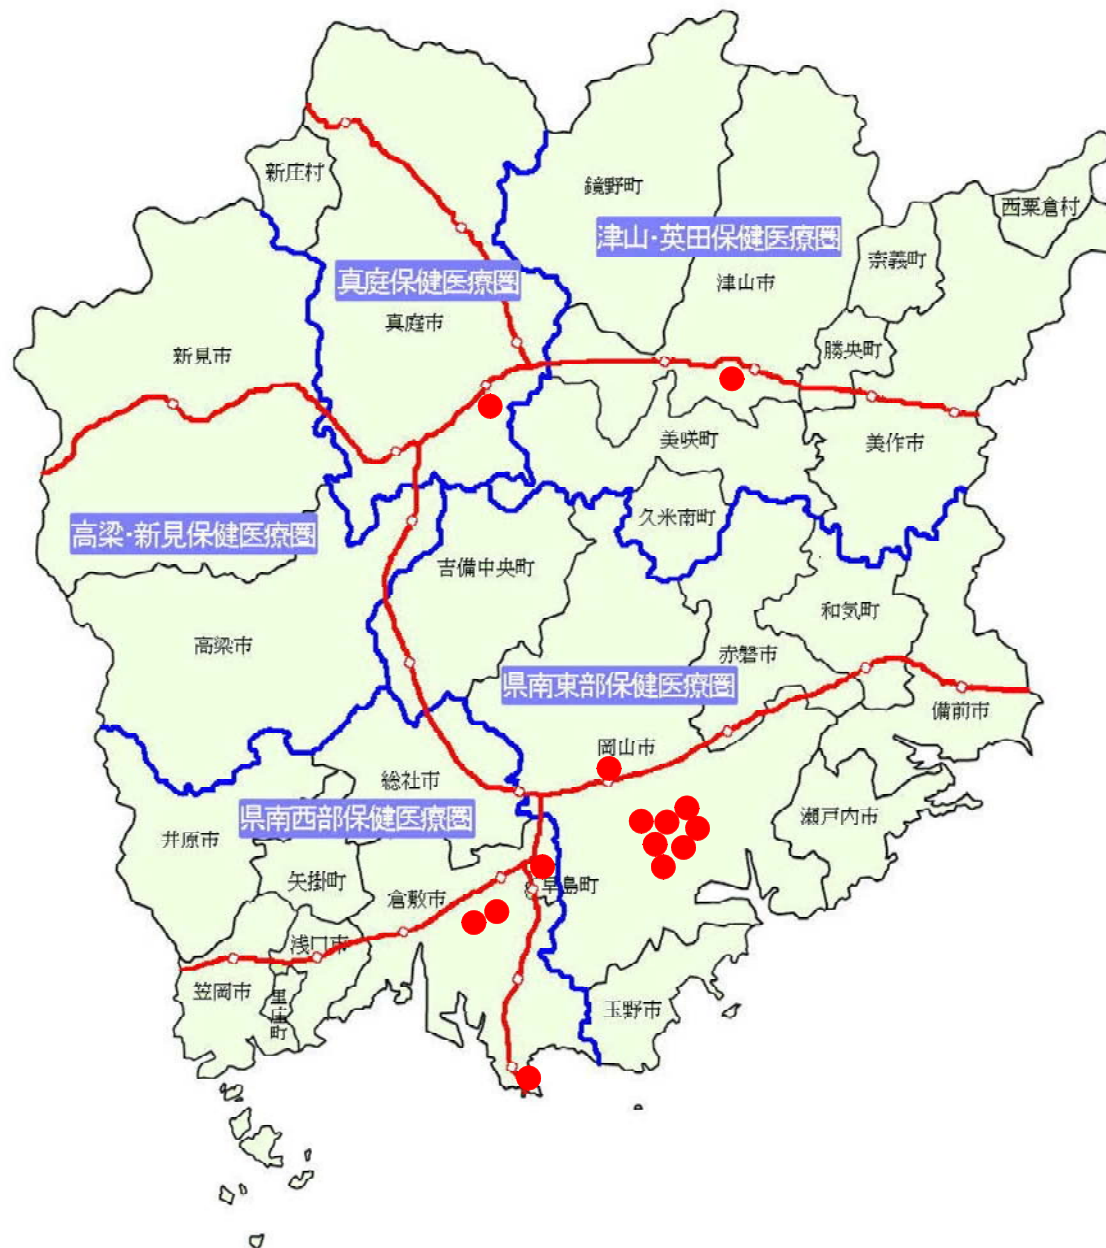 新庄村
鏡野町
西粟倉村
津山・英田保健医療圏
奈義町
真庭保健医療圏
津山市
真庭市
新見市
勝央町
美咲町
美作市
高梁・新見保健医療圏
久米南町
吉備中央町
和気町
高梁市
赤磐市
県南東部保健医療圏
備前市
岡山市
総社市
県南西部保健医療圏
瀬戸内市
井原市
矢掛町
早島町
倉敷市
浅口市
笠岡市
里庄町
玉野市